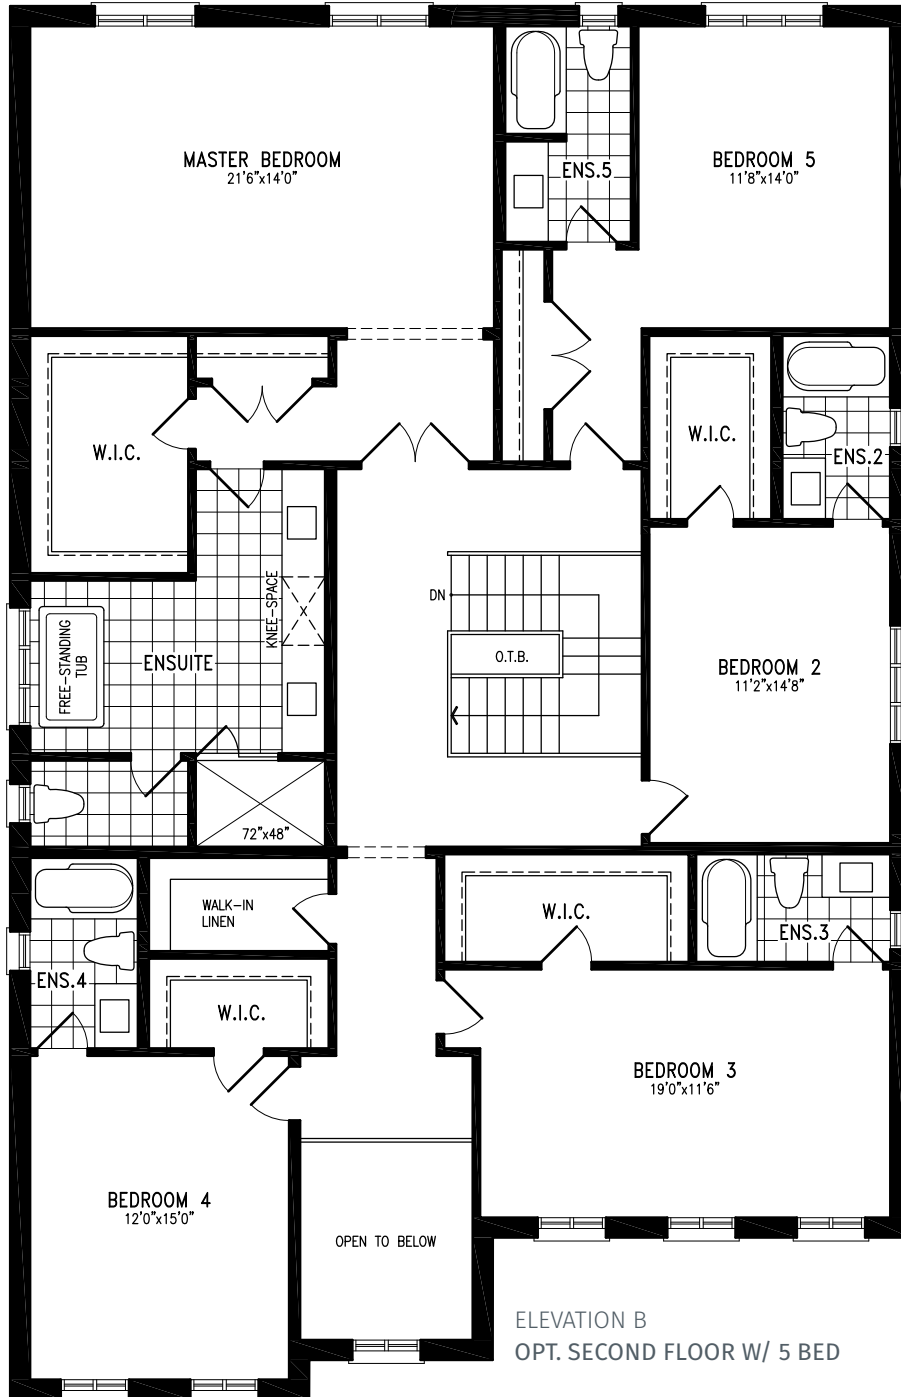 MASTER BEDROOM
21'6"x14'0"
ENS.5
BEDROOM 5
11'8"x14'0"
W.I.C.
W.I.C.
ENS.2
KNEE-SPACE
DN
FREE-STANDING
TUB
ENSUITE
O.T.B.
BEDROOM 2
11'2"x14'8"
72"x48"
WALK-IN
LINEN
W.I.C.
ENS.3
ENS.4
W.I.C.
BEDROOM 3
19'0"x11'6"
BEDROOM 4
12'0"x15'0"
OPEN TO BELOW
ELEVATION B
OPT. SECOND FLOOR W/ 5 BED